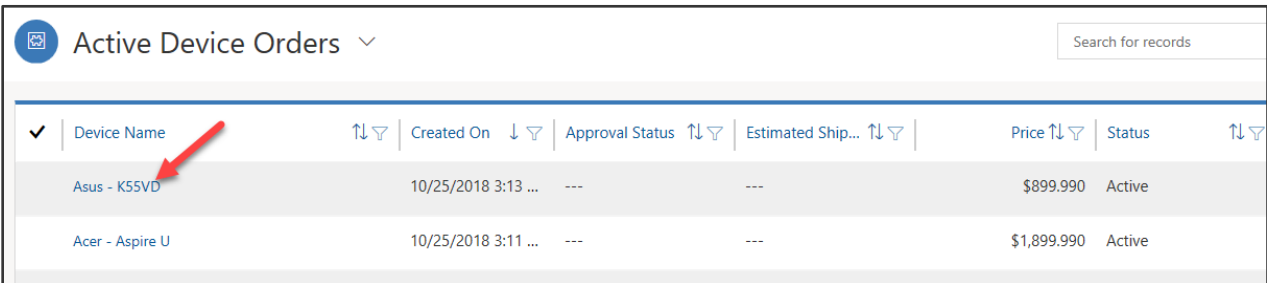 Active Device Orders
Search for records
Device Name Created On Approval Status Estimated Ship... Price Status
Asus - K55VD 10/25/2018 3:13 ... --- --- $899.990 Active
Acer - Aspire U 10/25/2018 3:11 ... --- --- $1,899.990 Active